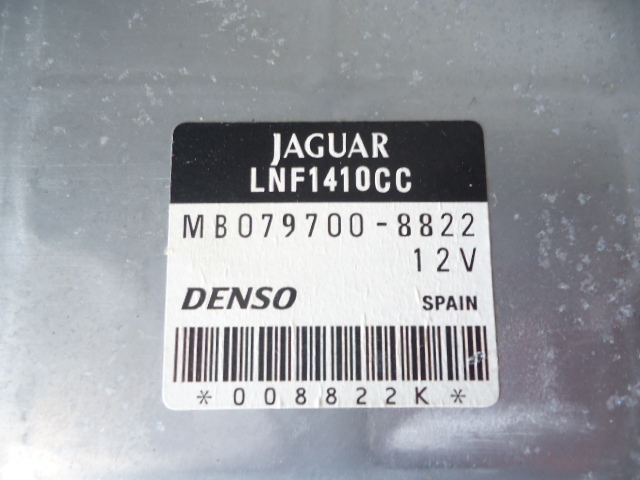 JAGUAR
LNF1410CC
MB079700-8822
12V
DENSO SPAIN
*008822K*